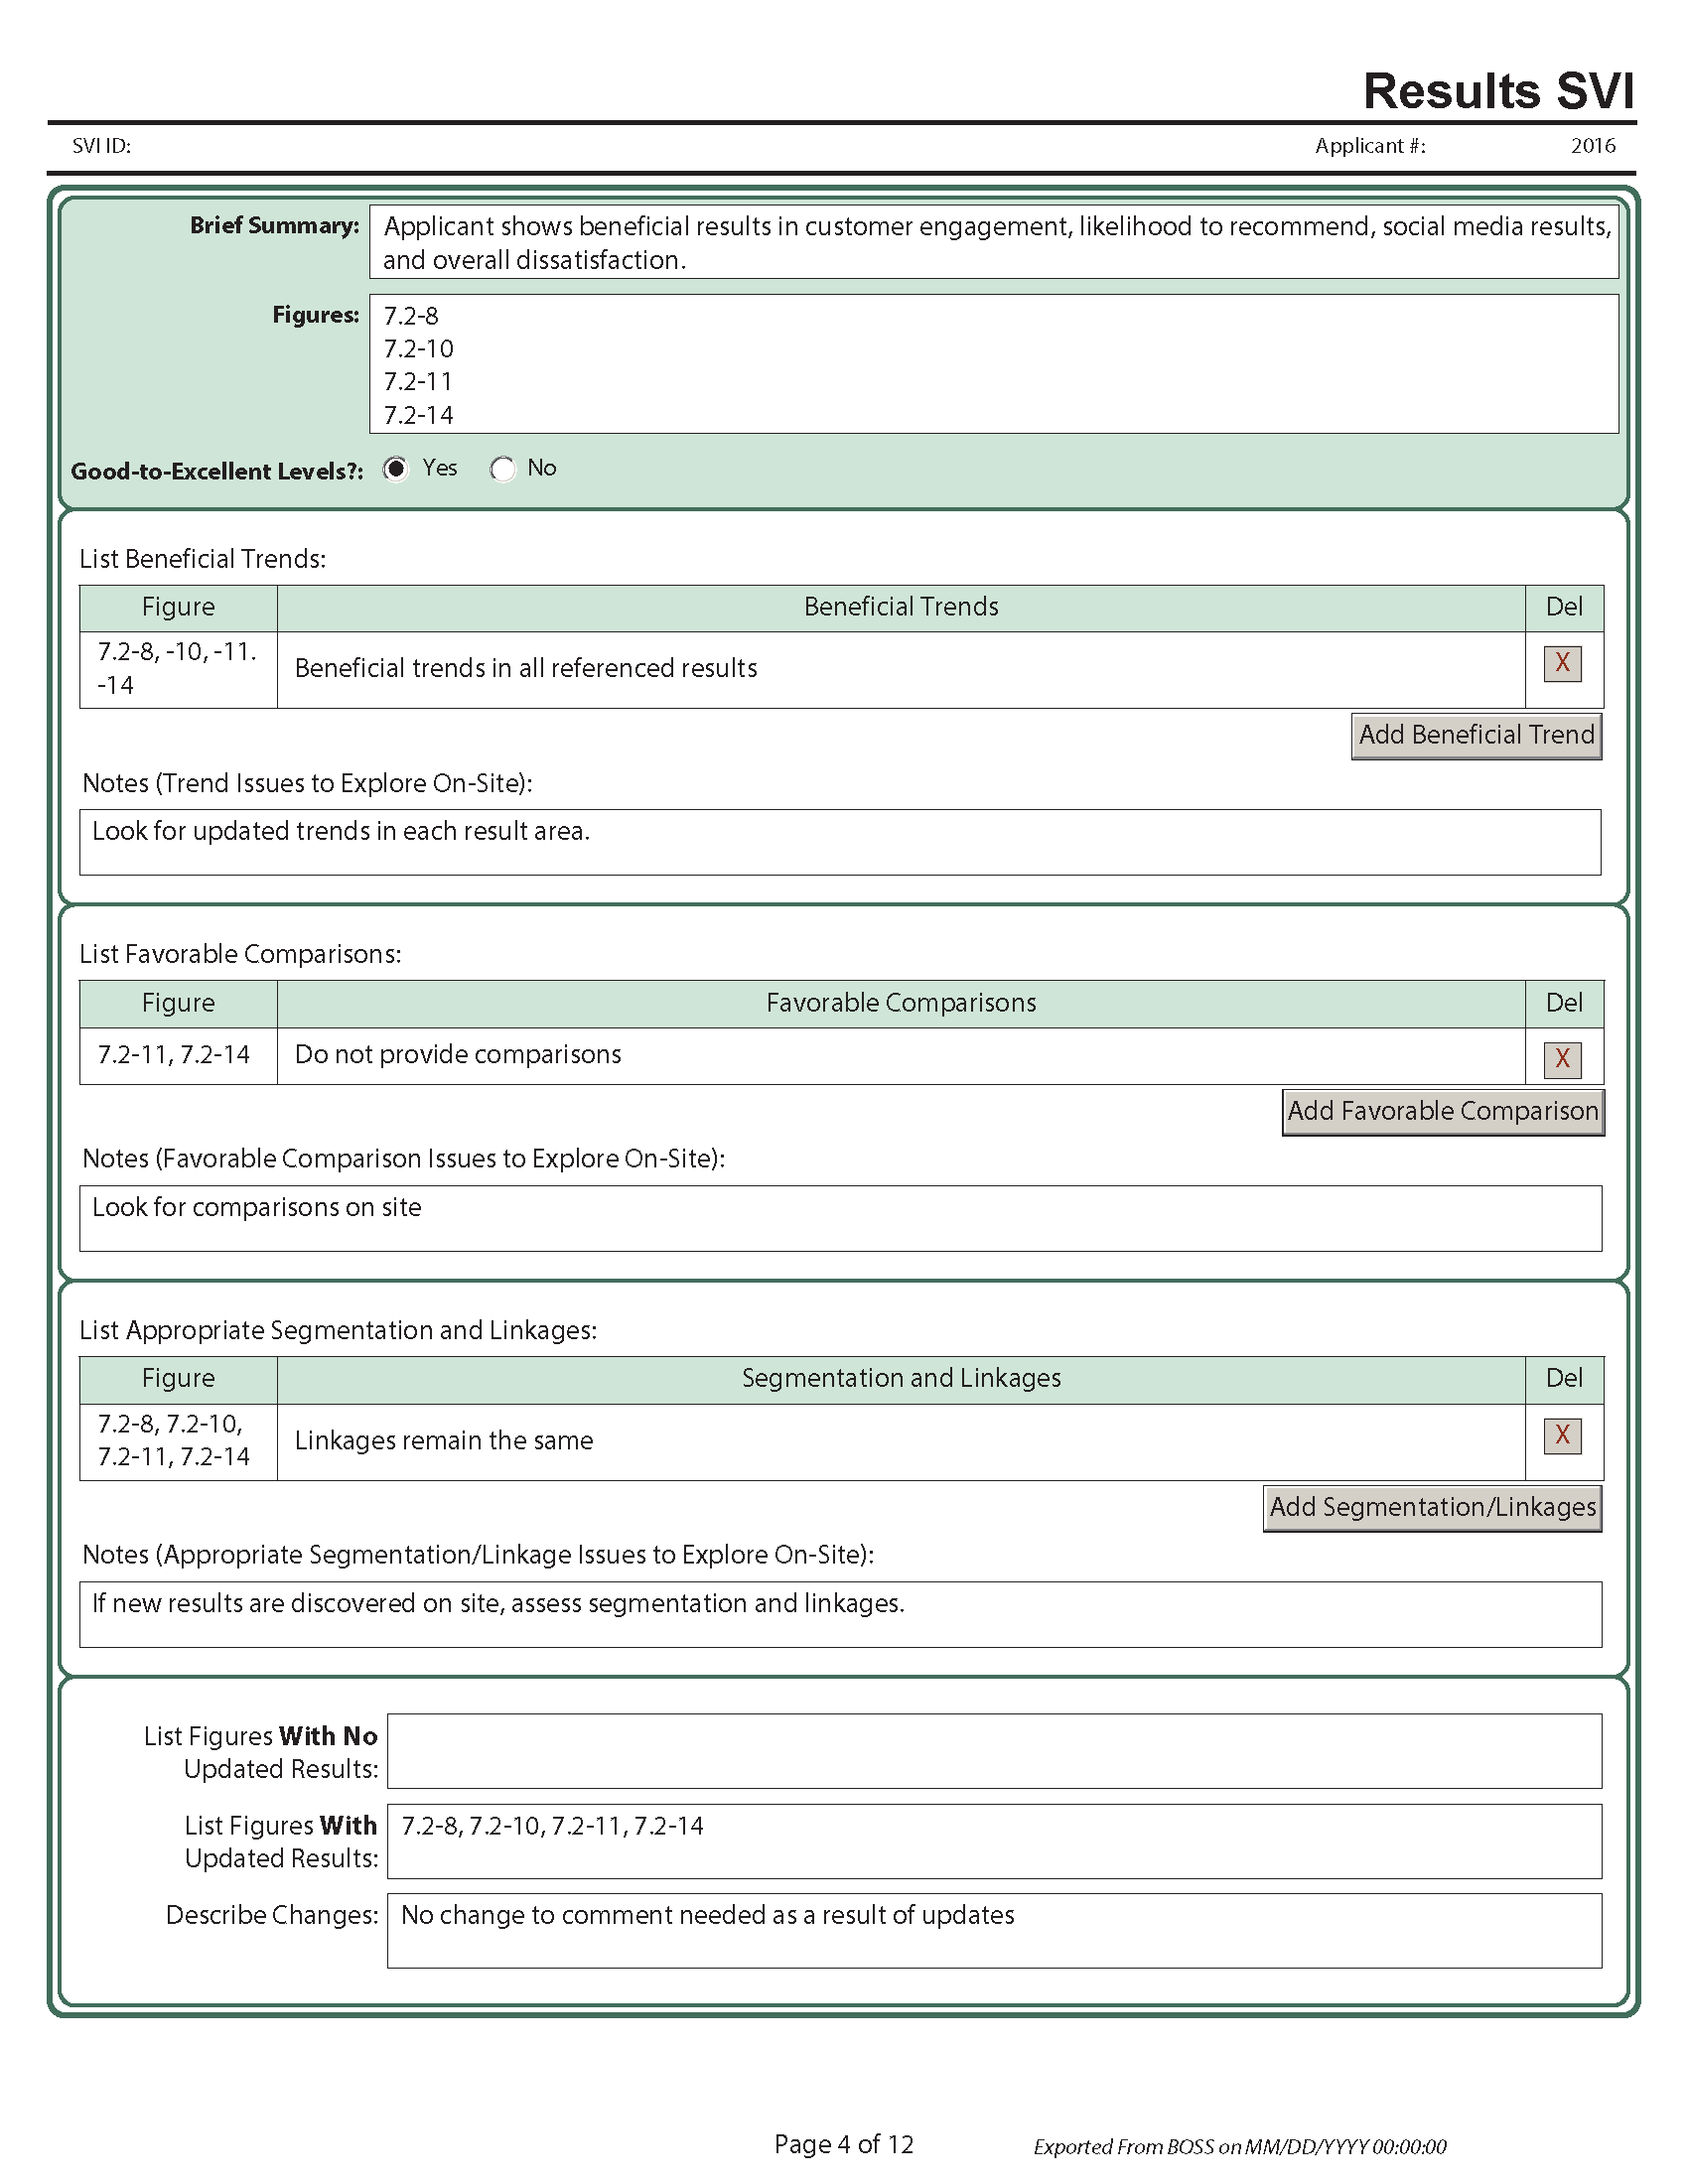 Results SVI
SVI ID: Applicant #: 2016
Brief Summary: Applicant shows beneficial results in customer engagement, likelihood to recommend, social media results,
and overall dissatisfaction.
Figures: 7.2-8
7.2-10
7.2-11
7.2-14
Good-to-Excellent Levels?: Yes No
List Beneficial Trends:
Figure Beneficial Trends Del
7.2-8, -10, -11.
-14
Beneficial trends in all referenced results X
Add Beneficial Trend
Notes (Trend Issues to Explore On-Site):
Look for updated trends in each result area.
List Favorable Comparisons:
Figure Favorable Comparisons Del
7.2-11, 7.2-14 Do not provide comparisons X
Add Favorable Comparison
Notes (Favorable Comparison Issues to Explore On-Site):
Look for comparisons on site
List Appropriate Segmentation and Linkages:
Figure Segmentation and Linkages Del
7.2-8, 7.2-10,
7.2-11, 7.2-14
Linkages remain the same X
Add Segmentation/Linkages
Notes (Appropriate Segmentation/Linkage Issues to Explore On-Site):
If new results are discovered on site, assess segmentation and linkages.
List Figures With No
Updated Results:
List Figures With 7.2-8, 7.2-10, 7.2-11, 7.2-14
Updated Results:
Describe Changes: No change to comment needed as a result of updates
Page 4 of 12 Exported From BOSS on MM/DD/YYYY 00:00:00